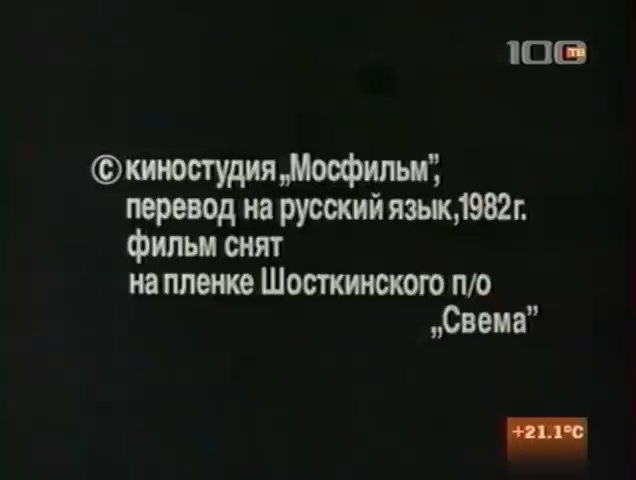 100 ТВ
© киностудия „Мосфильм”,
перевод на русский язык, 1982 г.
фильм снят
на пленке Шосткинского п/о
„Свема”
+21.1°C